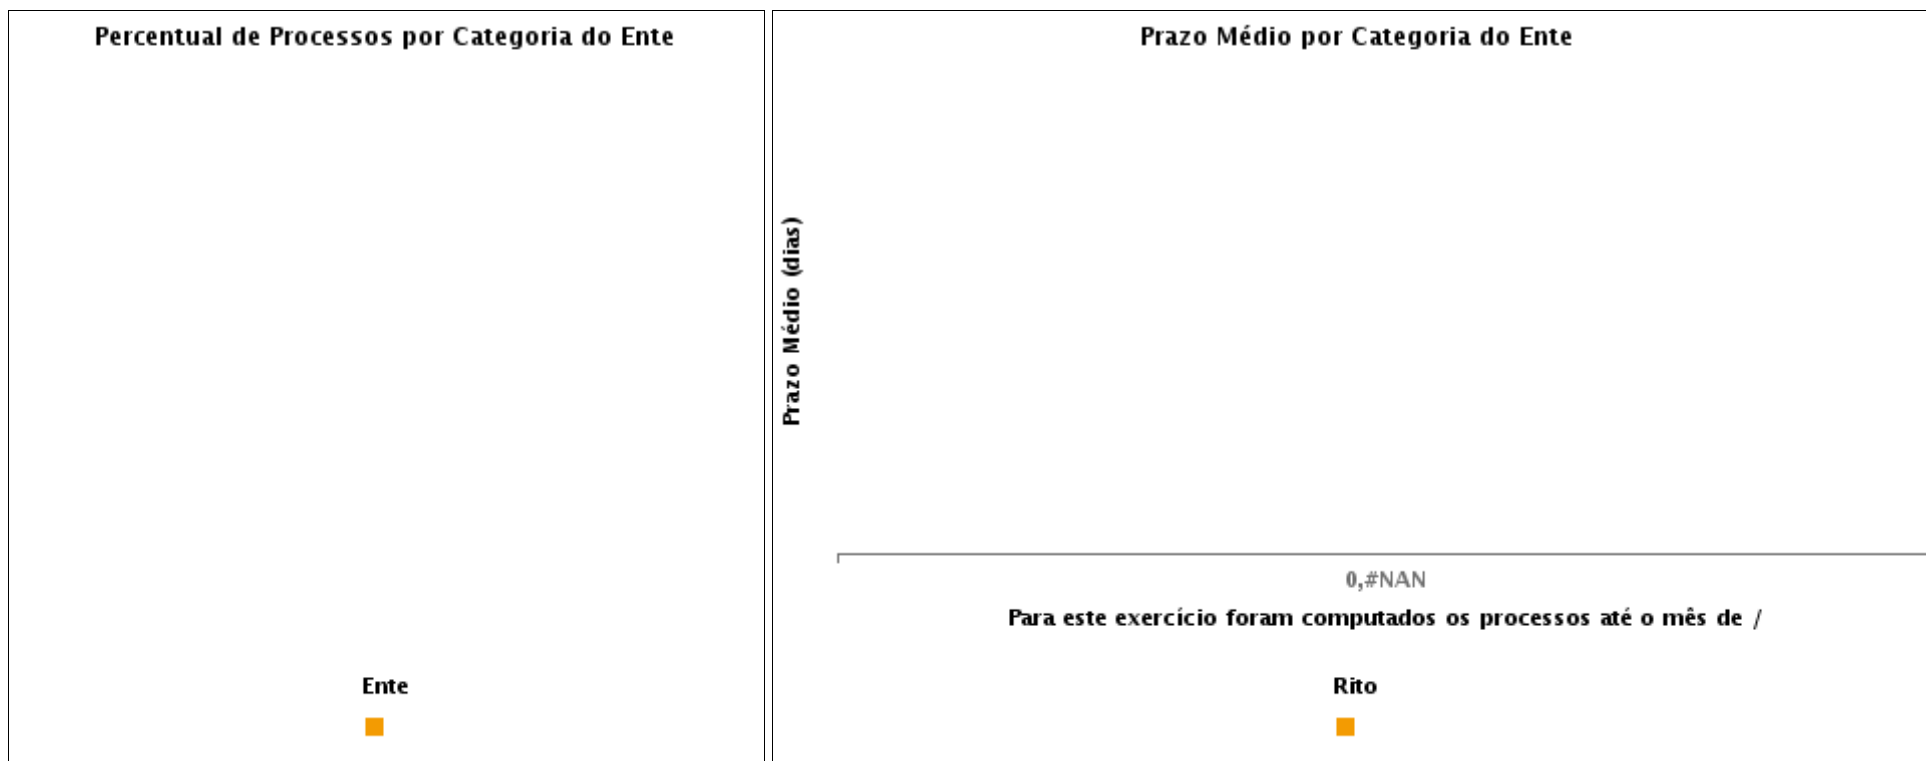 Percentual de Processos por Categoria do Ente
Ente
Prazo Médio por Categoria do Ente
Prazo Médio (dias)
0,#NAN
Para este exercício foram computados os processos até o mês de /
Rito